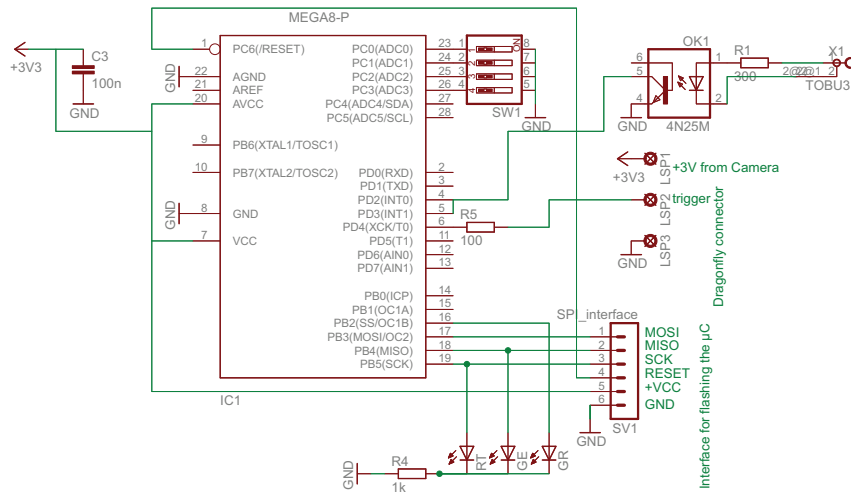 MEGA8-P
+3V3
C3
100n
GND
1 PC6(/RESET)
GND
22 AGND
21 AREF
20 AVCC
9 PB6(XTAL1/TOSC1)
10 PB7(XTAL2/TOSC2)
GND
8 GND
7 VCC
PC0(ADC0) 23
PC1(ADC1) 24
PC2(ADC2) 25
PC3(ADC3) 26
PC4(ADC4/SDA) 27
PC5(ADC5/SCL) 28
PD0(RXD) 2
PD1(TXD) 3
PD2(INT0) 4
PD3(INT1) 5
PD4(XCK/T0) 6
PD5(T1) 11
PD6(AIN0) 12
PD7(AIN1) 13
PB0(ICP) 14
PB1(OC1A) 15
PB2(SS/OC1B) 16
PB3(MOSI/OC2) 17
PB4(MISO) 18
PB5(SCK) 19
IC1
1 1 ON 8
2 2 7
3 3 6
4 4 5
SW1
GND
OK1
6
5
4
1
2
GND
4N25M
R1
300
X1
1
2
TOBU3
+3V3
LSP1
+3V from Camera
LSP2
trigger
GND
LSP3
Dragonfly connector
R5
100
SPI_interface
1 MOSI
2 MISO
3 SCK
4 RESET
5 +VCC
6 GND
GND
SV1
Interface for flashing the µC
RT
GE
GR
GND
R4
1k